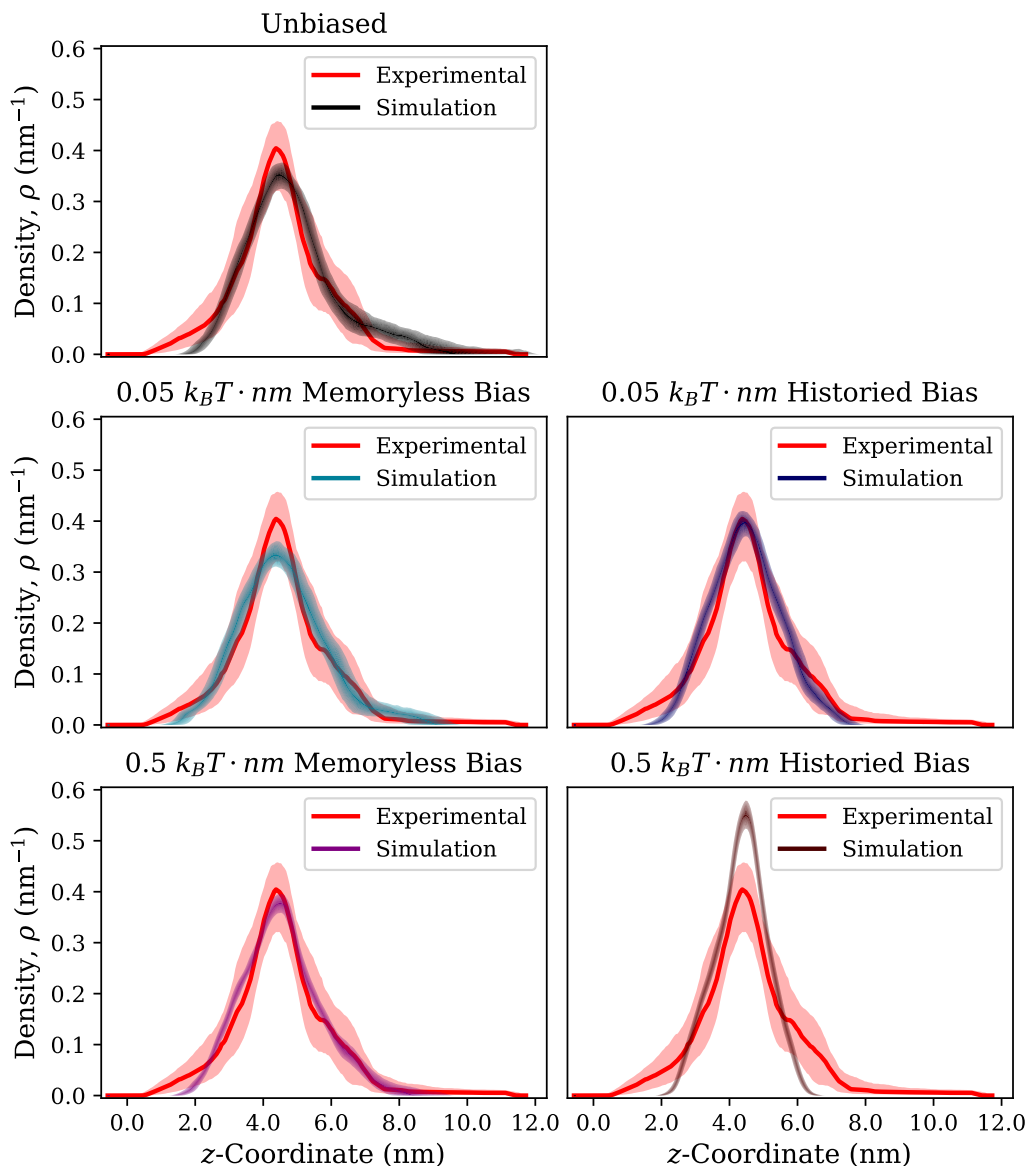 Unbiased
Density, ρ (nm⁻¹)
0.6
0.5
0.4
0.3
0.2
0.1
0.0
Experimental
Simulation
0.05 k_BT · nm Memoryless Bias
Density, ρ (nm⁻¹)
0.6
0.5
0.4
0.3
0.2
0.1
0.0
Experimental
Simulation
0.05 k_BT · nm Historied Bias
Experimental
Simulation
0.5 k_BT · nm Memoryless Bias
Density, ρ (nm⁻¹)
0.6
0.5
0.4
0.3
0.2
0.1
0.0
Experimental
Simulation
0.0 2.0 4.0 6.0 8.0 10.0 12.0
z-Coordinate (nm)
0.5 k_BT · nm Historied Bias
Experimental
Simulation
0.0 2.0 4.0 6.0 8.0 10.0 12.0
z-Coordinate (nm)